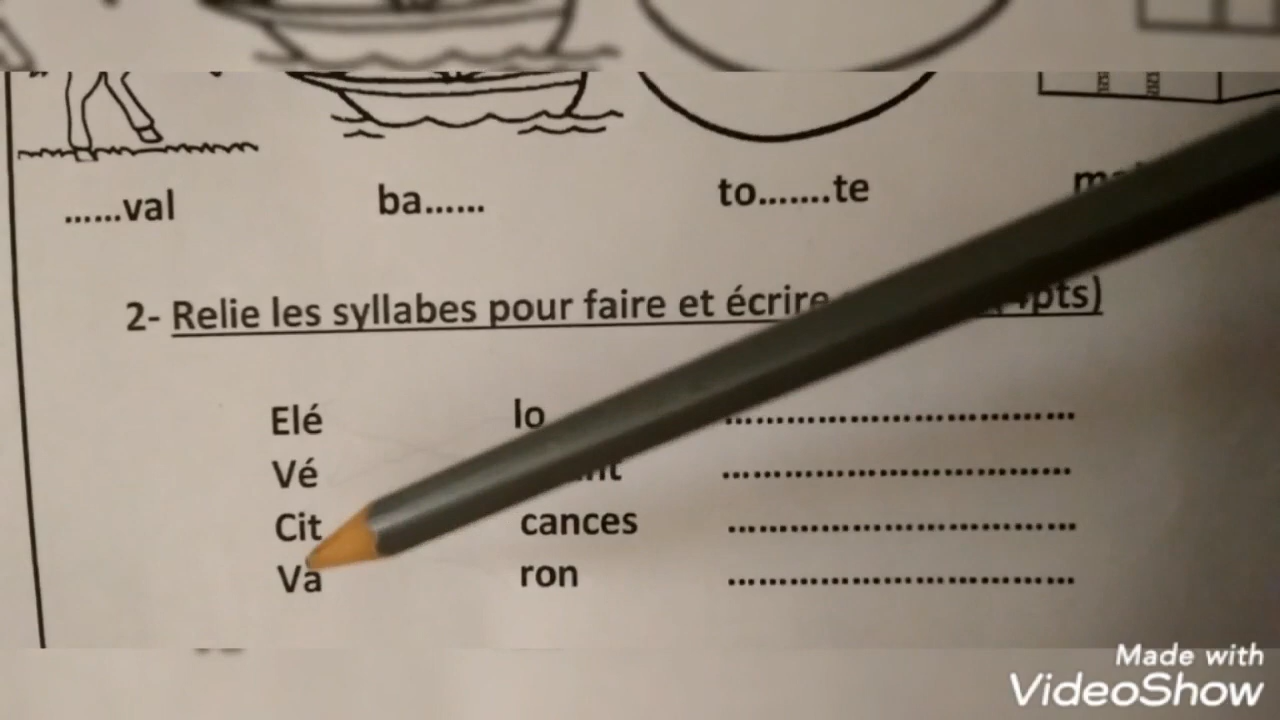 ......val ba...... to.......te
2- Relie les syllabes pour faire et écrire pts)
Elé lo ..............................
Vé ..............................
Cit cances ..............................
Va ron ..............................
Made with
VideoShow